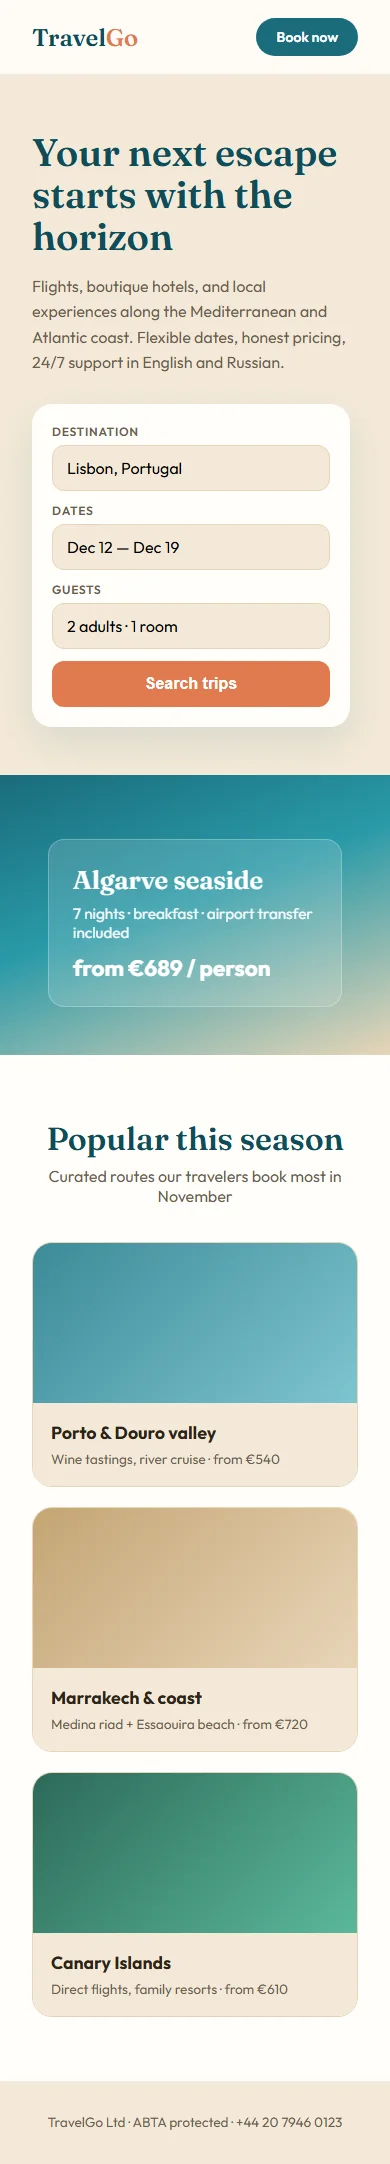 TravelGo
Book now
Your next escape
starts with the
horizon
Flights, boutique hotels, and local
experiences along the Mediterranean and
Atlantic coast. Flexible dates, honest pricing,
24/7 support in English and Russian.
DESTINATION
Lisbon, Portugal
DATES
Dec 12 — Dec 19
GUESTS
2 adults · 1 room
Search trips
Algarve seaside
7 nights · breakfast · airport transfer
included
from €689 / person
Popular this season
Curated routes our travelers book most in
November
Porto & Douro valley
Wine tastings, river cruise · from €540
Marrakech & coast
Medina riad + Essaouira beach · from €720
Canary Islands
Direct flights, family resorts · from €610
TravelGo Ltd · ABTA protected · +44 20 7946 0123